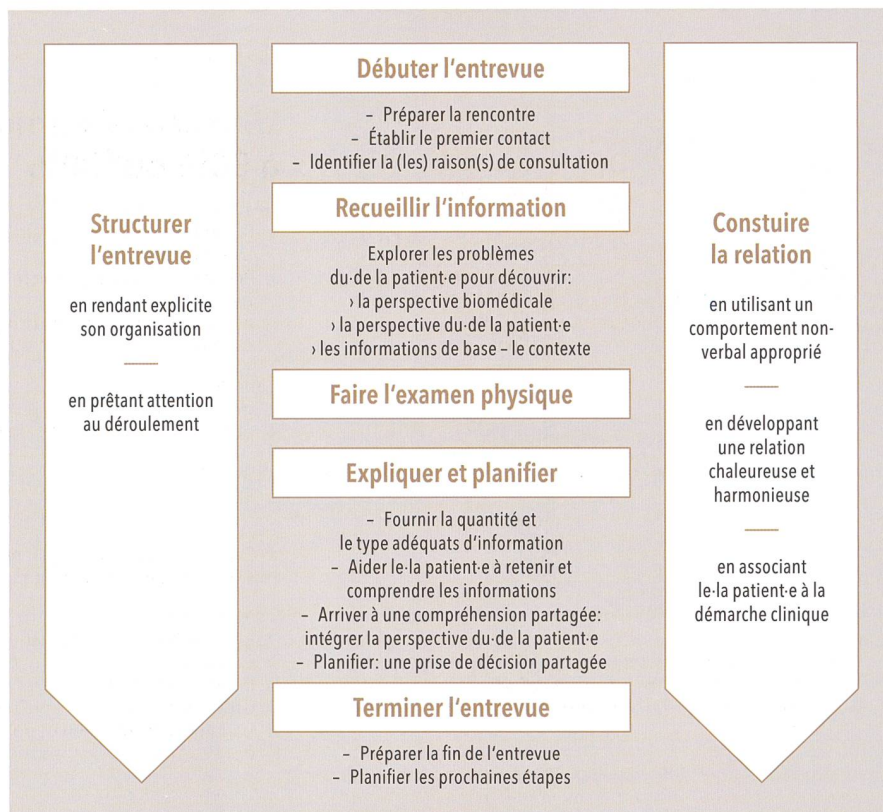 Débuter l'entrevue
– Préparer la rencontre
– Établir le premier contact
– Identifier la (les) raison(s) de consultation
Structurer
l'entrevue
en rendant explicite
son organisation
en prêtant attention
au déroulement
Recueillir l'information
Explorer les problèmes
du·de la patient·e pour découvrir:
› la perspective biomédicale
› la perspective du·de la patient·e
› les informations de base – le contexte
Faire l'examen physique
Expliquer et planifier
– Fournir la quantité et
le type adéquats d'information
– Aider le·la patient·e à retenir et
comprendre les informations
– Arriver à une compréhension partagée:
intégrer la perspective du·de la patient·e
– Planifier: une prise de décision partagée
Terminer l'entrevue
– Préparer la fin de l'entrevue
– Planifier les prochaines étapes
Constuire
la relation
en utilisant un
comportement non-
verbal approprié
en développant
une relation
chaleureuse et
harmonieuse
en associant
le·la patient·e à la
démarche clinique